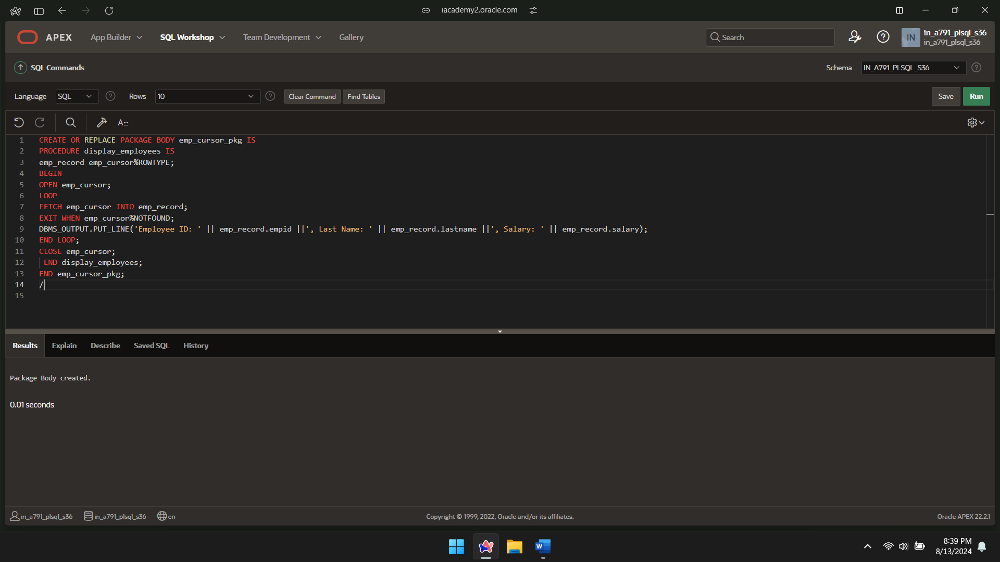 iacademy2.oracle.com
APEX
App Builder
SQL Workshop
Team Development
Gallery
Search
IN
in_a791_plsql_s36
in_a791_plsql_s36
SQL Commands
Schema
IN_A791_PLSQL_S36
Language
SQL
Rows
10
Clear Command
Find Tables
Save
Run
A::
1 CREATE OR REPLACE PACKAGE BODY emp_cursor_pkg IS
2 PROCEDURE display_employees IS
3 emp_record emp_cursor%ROWTYPE;
4 BEGIN
5 OPEN emp_cursor;
6 LOOP
7 FETCH emp_cursor INTO emp_record;
8 EXIT WHEN emp_cursor%NOTFOUND;
9 DBMS_OUTPUT.PUT_LINE('Employee ID: ' || emp_record.empid ||', Last Name: ' || emp_record.lastname ||', Salary: ' || emp_record.salary);
10 END LOOP;
11 CLOSE emp_cursor;
12 END display_employees;
13 END emp_cursor_pkg;
14 /
15
Results
Explain
Describe
Saved SQL
History
Package Body created.
0.01 seconds
in_a791_plsql_s36
in_a791_plsql_s36
en
Copyright © 1999, 2022, Oracle and/or its affiliates.
Oracle APEX 22.2.1
W
8:39 PM
8/13/2024